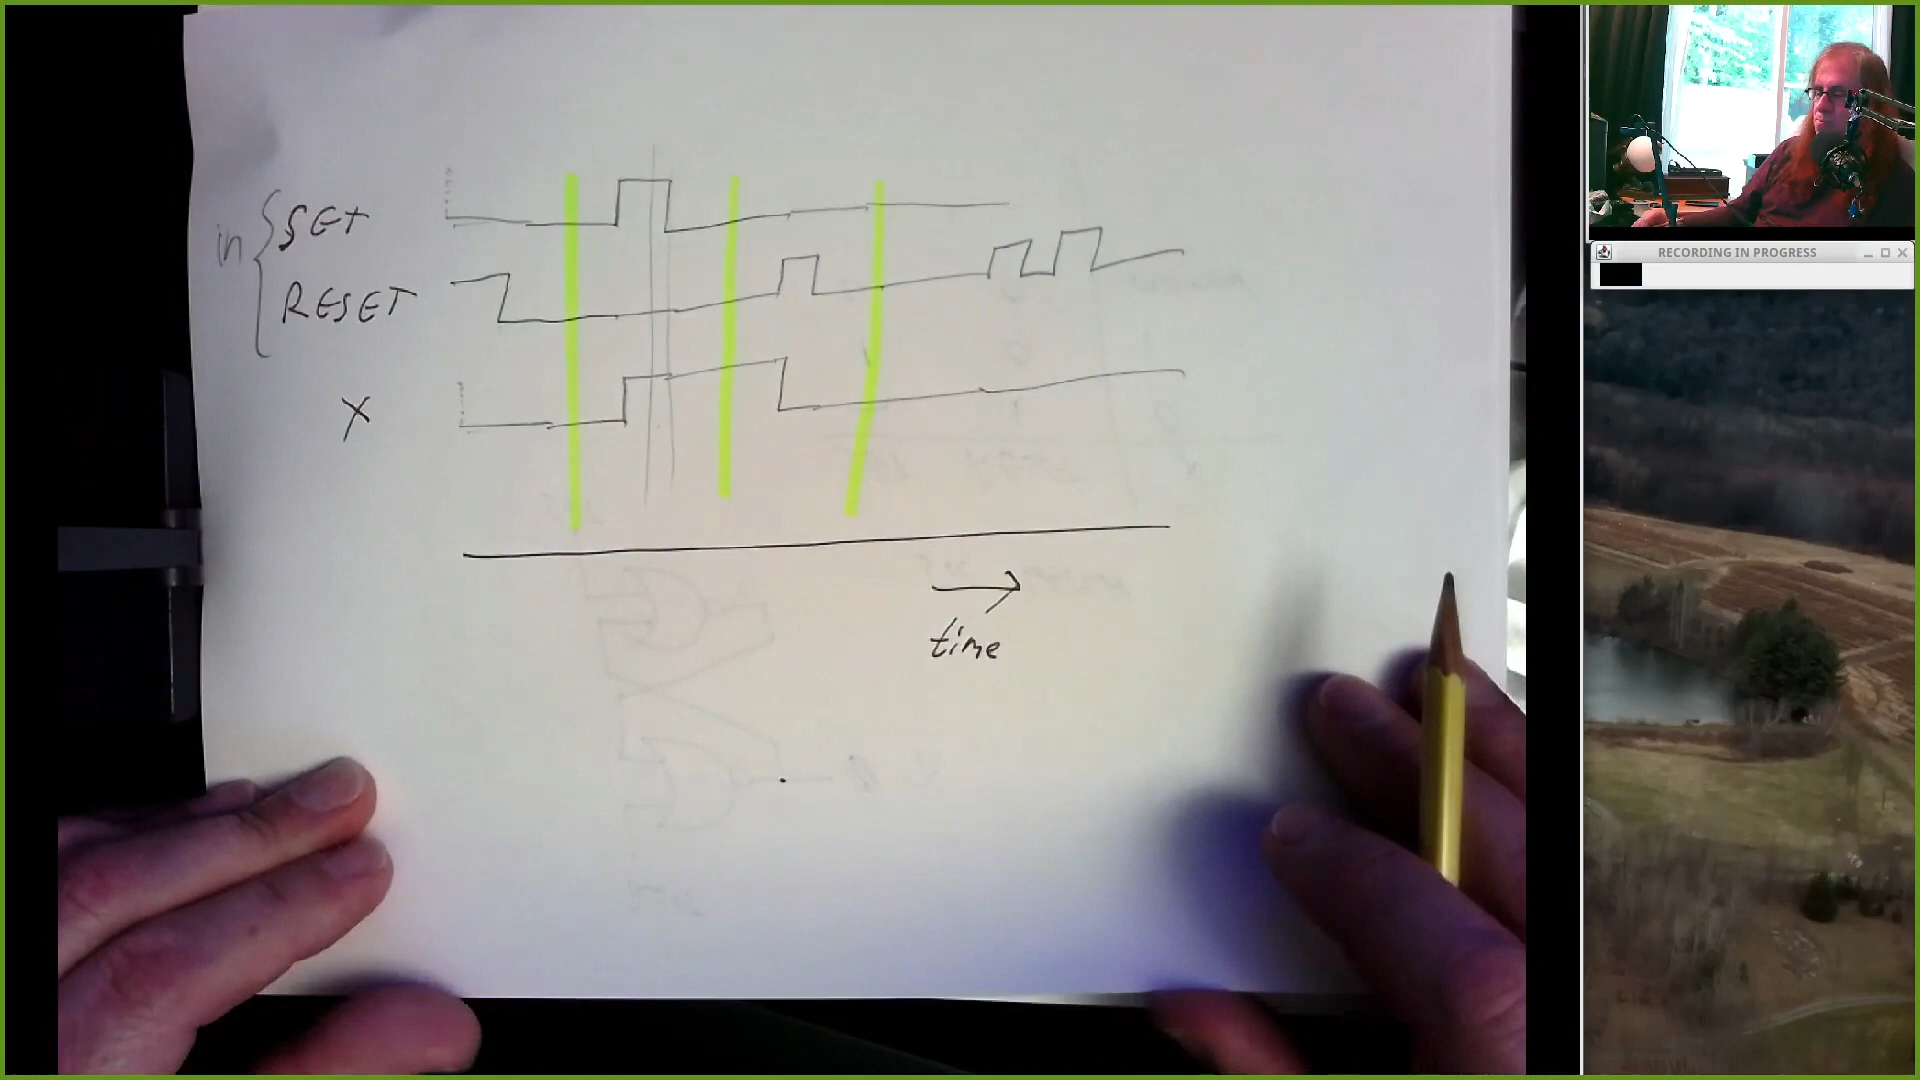 in { SET
RESET
X
time
RECORDING IN PROGRESS